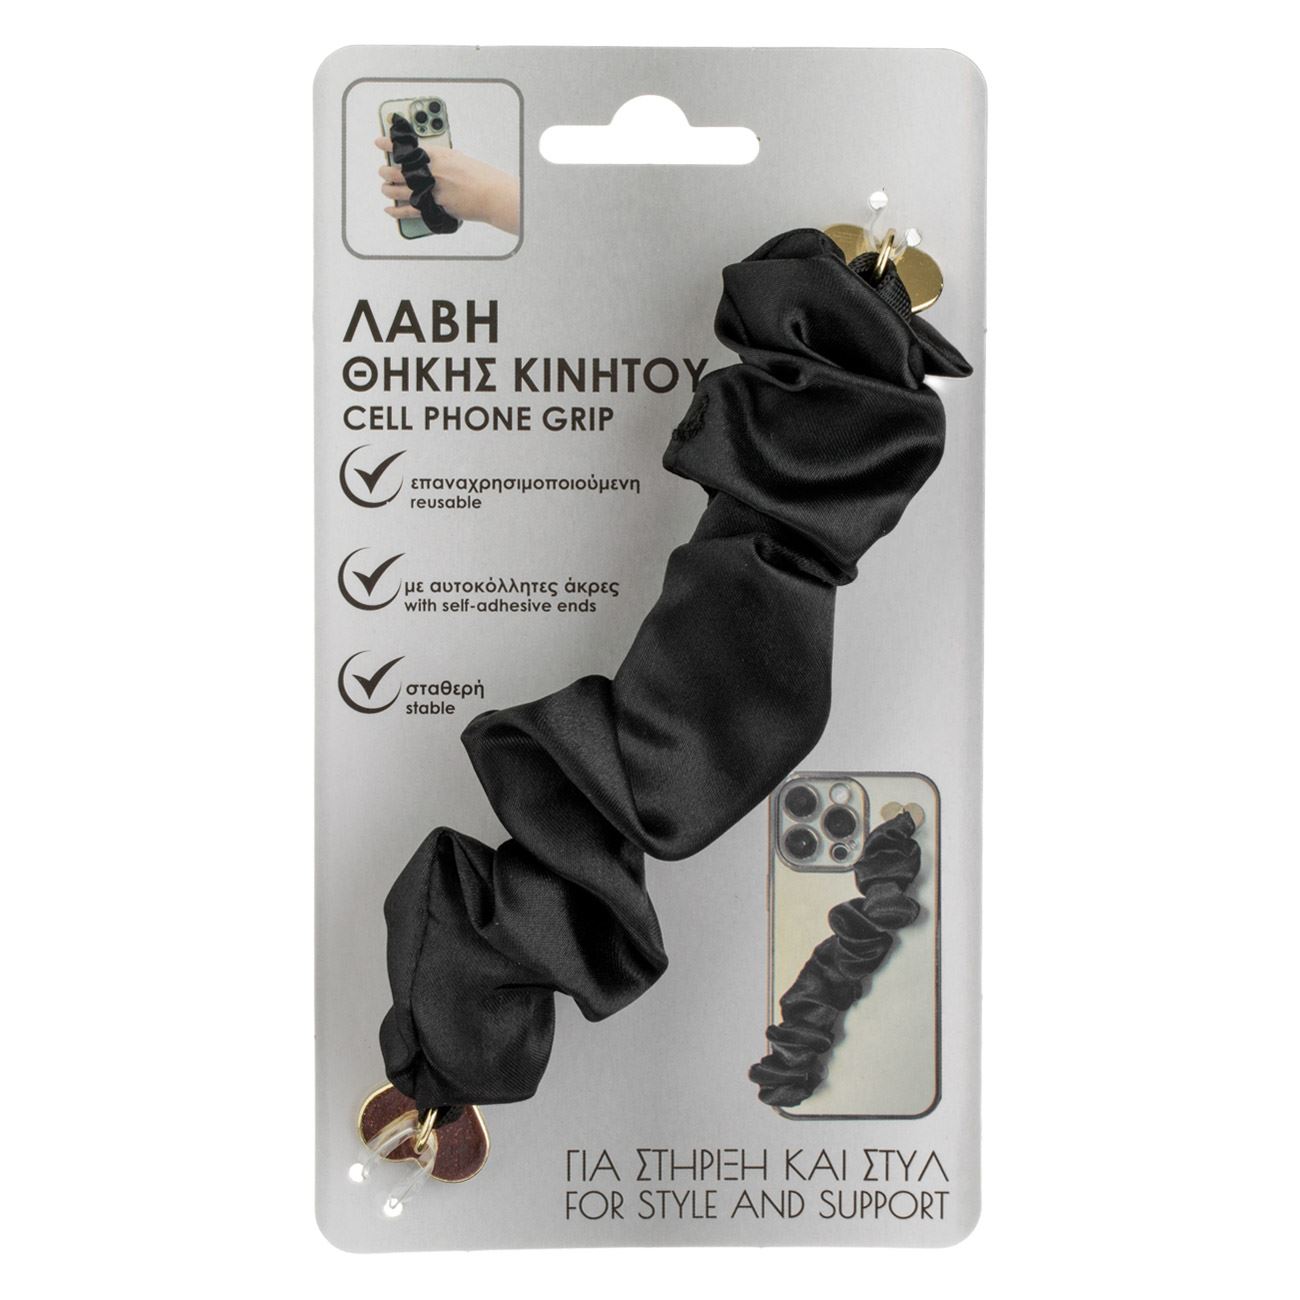 ΛΑΒΗ
ΘΗΚΗΣ ΚΙΝΗΤΟΥ
CELL PHONE GRIP
επαναχρησιμοποιούμενη
reusable
με αυτοκόλλητες άκρες
with self-adhesive ends
σταθερή
stable
ΓΙΑ ΣΤΗΡΙΞΗ ΚΑΙ ΣΤΥΛ
FOR STYLE AND SUPPORT